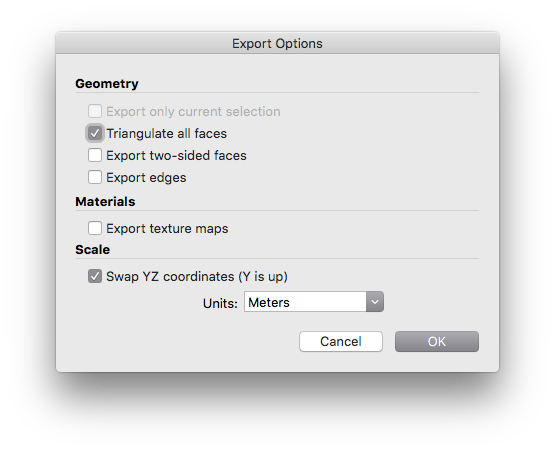 Export Options
Geometry
Export only current selection
Triangulate all faces
Export two-sided faces
Export edges
Materials
Export texture maps
Scale
Swap YZ coordinates (Y is up)
Units: Meters
Cancel OK